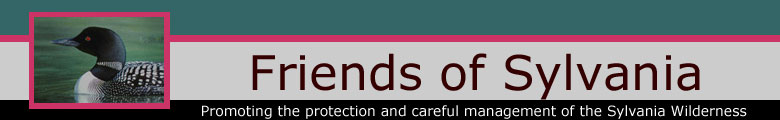 Friends of Sylvania
Promoting the protection and careful management of the Sylvania Wilderness